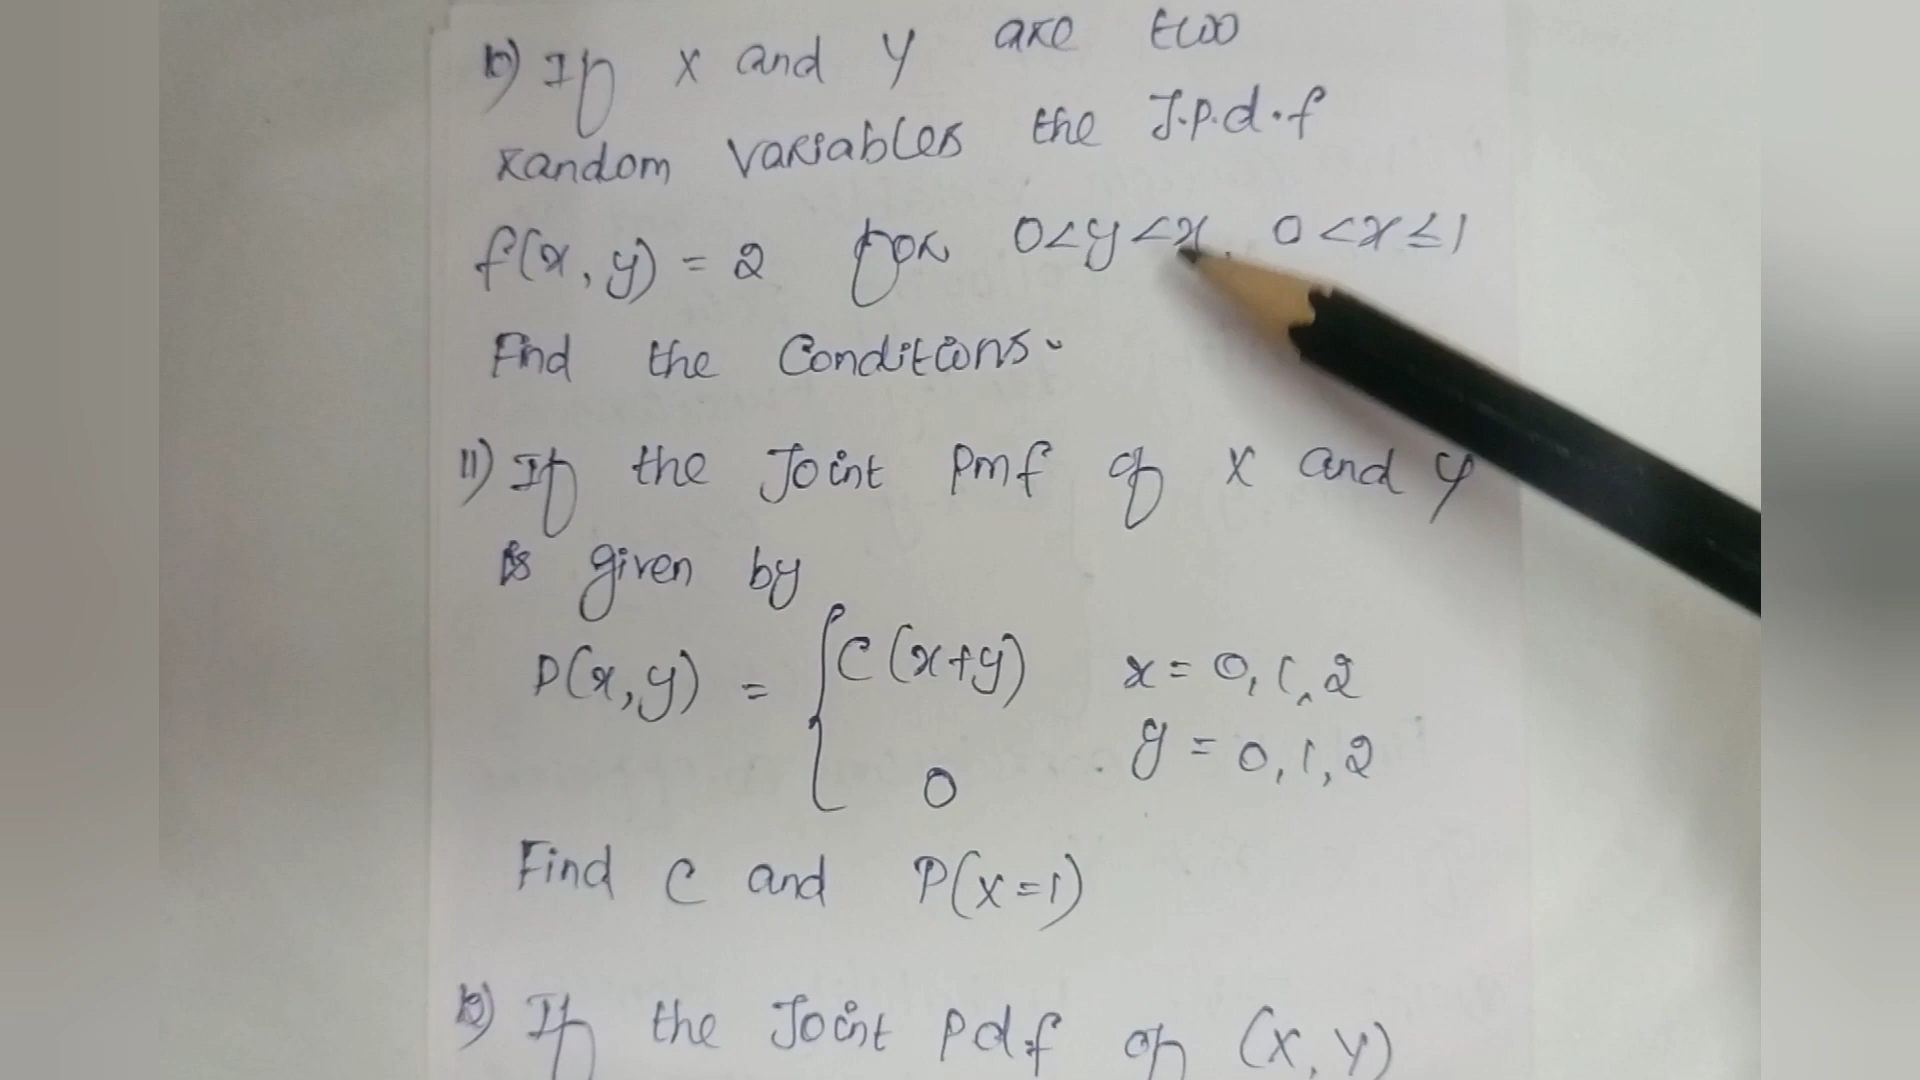 10) If X and Y are two
random variables the J.p.d.f
f(x, y) = 2 for 0<y<x, 0<x≤1
Find the Conditions.
11) If the Joint Pmf of X and Y
is given by
P(x,y) = { C(x+y) x = 0, 1, 2
0 y = 0, 1, 2
Find C and P(X=1)
12) If the Joint Pdf of (X, Y)